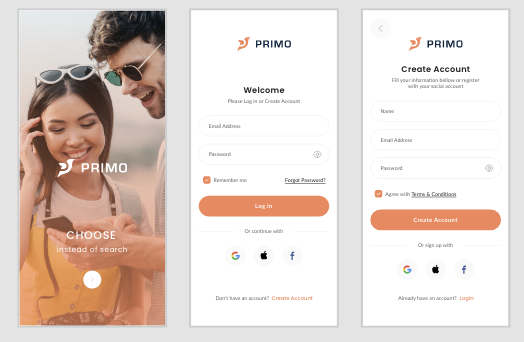 PRIMO
CHOOSE
instead of search
PRIMO
Welcome
Please Log in or Create Account
Email Address
Password
Remember me
Forgot Password?
Log in
Or continue with
Don't have an account? Create Account
PRIMO
Create Account
Fill your information bellow or register
with your social account
Name
Email Address
Password
Agree with Terms & Conditions
Create Account
Or sign up with
Already have an account? Login